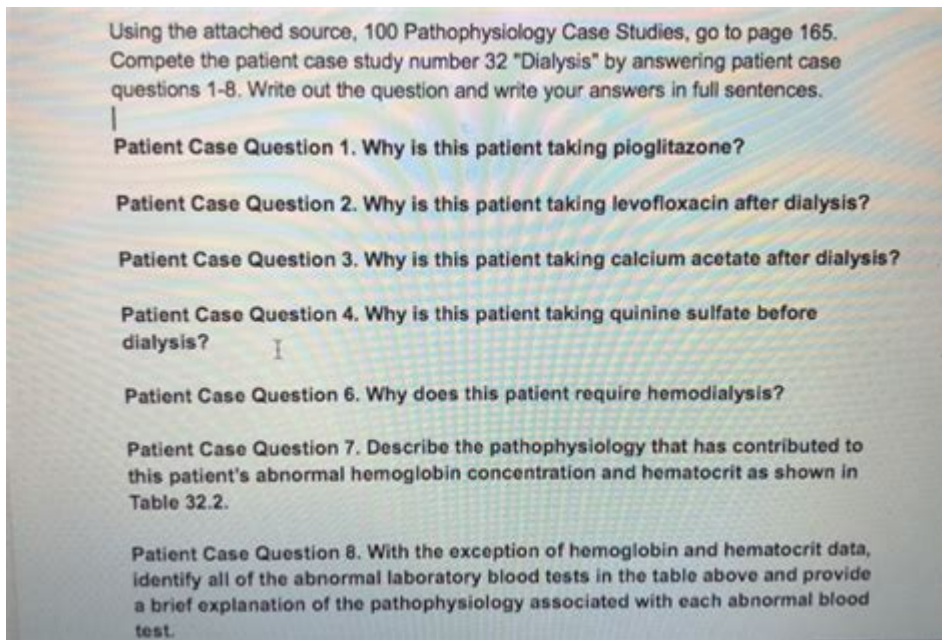 Using the attached source, 100 Pathophysiology Case Studies, go to page 165.
Compete the patient case study number 32 "Dialysis" by answering patient case
questions 1-8. Write out the question and write your answers in full sentences.
Patient Case Question 1. Why is this patient taking pioglitazone?
Patient Case Question 2. Why is this patient taking levofloxacin after dialysis?
Patient Case Question 3. Why is this patient taking calcium acetate after dialysis?
Patient Case Question 4. Why is this patient taking quinine sulfate before
dialysis?
Patient Case Question 6. Why does this patient require hemodialysis?
Patient Case Question 7. Describe the pathophysiology that has contributed to
this patient's abnormal hemoglobin concentration and hematocrit as shown in
Table 32.2.
Patient Case Question 8. With the exception of hemoglobin and hematocrit data,
identify all of the abnormal laboratory blood tests in the table above and provide
a brief explanation of the pathophysiology associated with each abnormal blood
test.